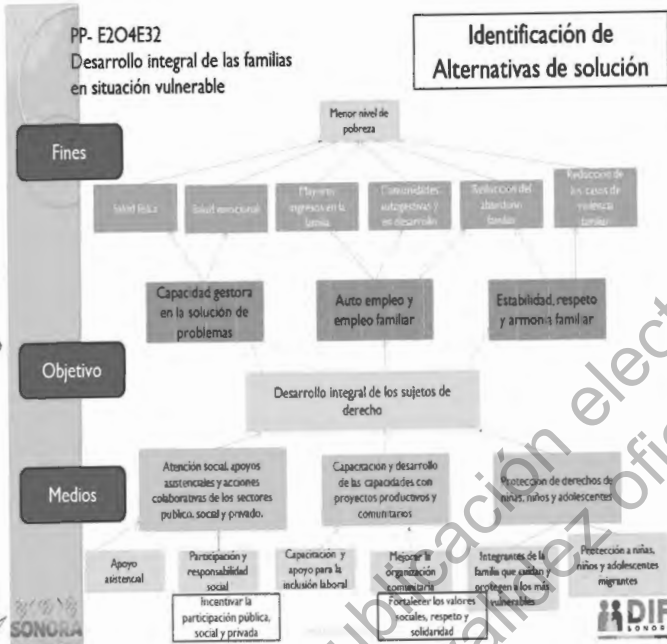 PP- E2O4E32
Desarrollo integral de las familias
en situación vulnerable
Identificación de
Alternativas de solución
Fines
Menor nivel de
pobreza
Salud física
Salud emocional
Mayores
ingresos en la
familia
Comunidades
autogestivas y
en desarrollo
Reducción del
abandono
familiar
Reducción de
los casos de
violencia
familiar
Capacidad gestora
en la solución de
problemas
Auto empleo y
empleo familiar
Estabilidad, respeto
y armonía familiar
Objetivo
Desarrollo integral de los sujetos de
derecho
Medios
Atención social, apoyos
asistenciales y acciones
colaborativas de los sectores
publico, social y privado.
Capacitación y desarrollo
de las capacidades con
proyectos productivos y
comunitarios
Protección de derechos de
niñas, niños y adolescentes
Apoyo
asistencial
Participación y
responsabilidad
social
Capacitación y
apoyo para la
inclusión laboral
Mejorar la
organización
comunitaria
Integrantes de la
familia que cuidan y
protegen a los más
vulnerables
Protección a niñas,
niños y adolescentes
migrantes
Incentivar la
participación pública,
social y privada
Fortalecer los valores
sociales, respeto y
solidaridad
SONORA
DIF
SONORA
publicación elect
validez ofic